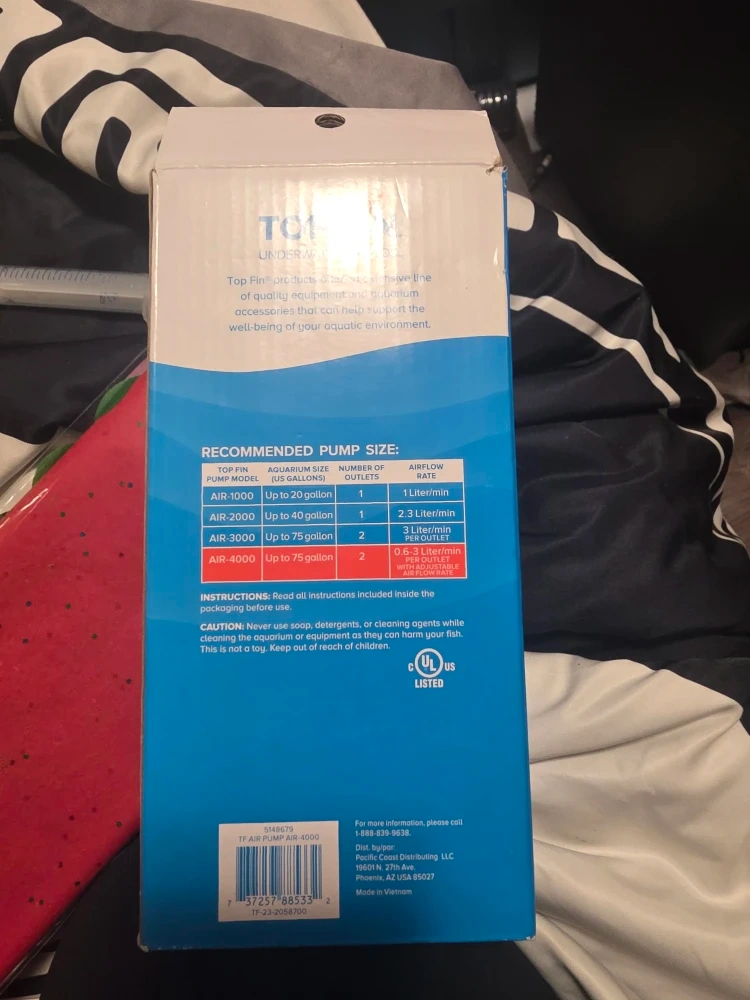 UNDERWA
Top Fin® products
of quality equipment and aquarium
accessories that can help support the
well-being of your aquatic environment.
RECOMMENDED PUMP SIZE:
TOP FIN PUMP MODEL AQUARIUM SIZE (US GALLONS) NUMBER OF OUTLETS AIRFLOW RATE
AIR-1000 Up to 20 gallon 1 1 Liter/min
AIR-2000 Up to 40 gallon 1 2.3 Liter/min
AIR-3000 Up to 75 gallon 2 3 Liter/min PER OUTLET
AIR-4000 Up to 75 gallon 2 0.6-3 Liter/min PER OUTLET WITH ADJUSTABLE AIR FLOW RATE
INSTRUCTIONS: Read all instructions included inside the
packaging before use.
CAUTION: Never use soap, detergents, or cleaning agents while
cleaning the aquarium or equipment as they can harm your fish.
This is not a toy. Keep out of reach of children.
C UL US
LISTED
5148679
TF AIR PUMP AIR-4000
7 37257 88533 2
TF-23-2058700
For more information, please call
1-888-839-9638.
Dist. by/par
Pacific Coast Distributing LLC
19601 N. 27th Ave.
Phoenix, AZ USA 85027
Made in Vietnam